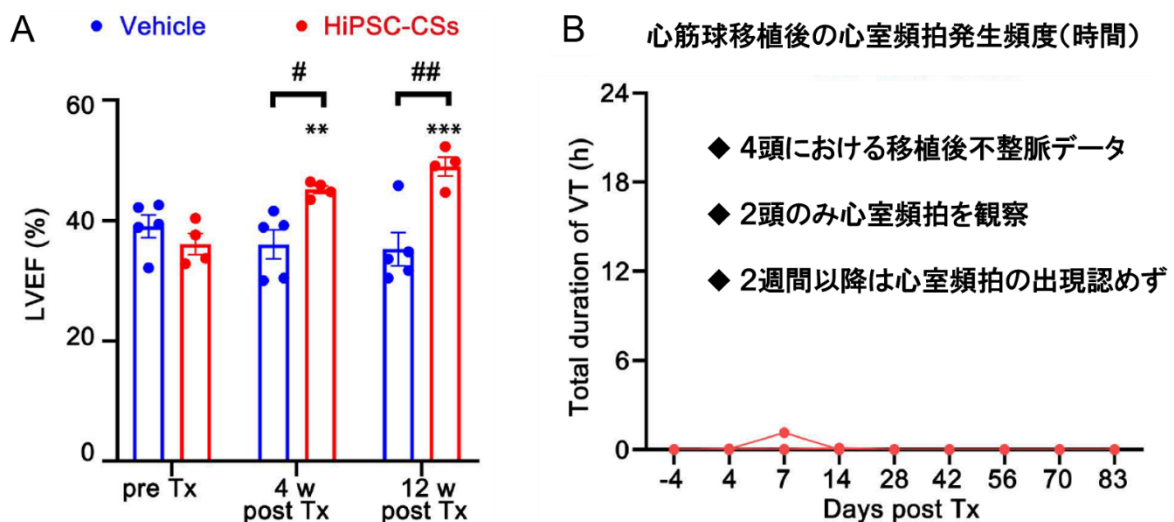 A
Vehicle
HiPSC-CSs
#
##
**
***
60
40
20
0
LVEF (%)
pre Tx
4 w
post Tx
12 w
post Tx
B
心筋球移植後の心室頻拍発生頻度(時間)
◆ 4頭における移植後不整脈データ
◆ 2頭のみ心室頻拍を観察
◆ 2週間以降は心室頻拍の出現認めず
24
18
12
6
0
Total duration of VT (h)
-4 4 7 14 28 42 56 70 83
Days post Tx